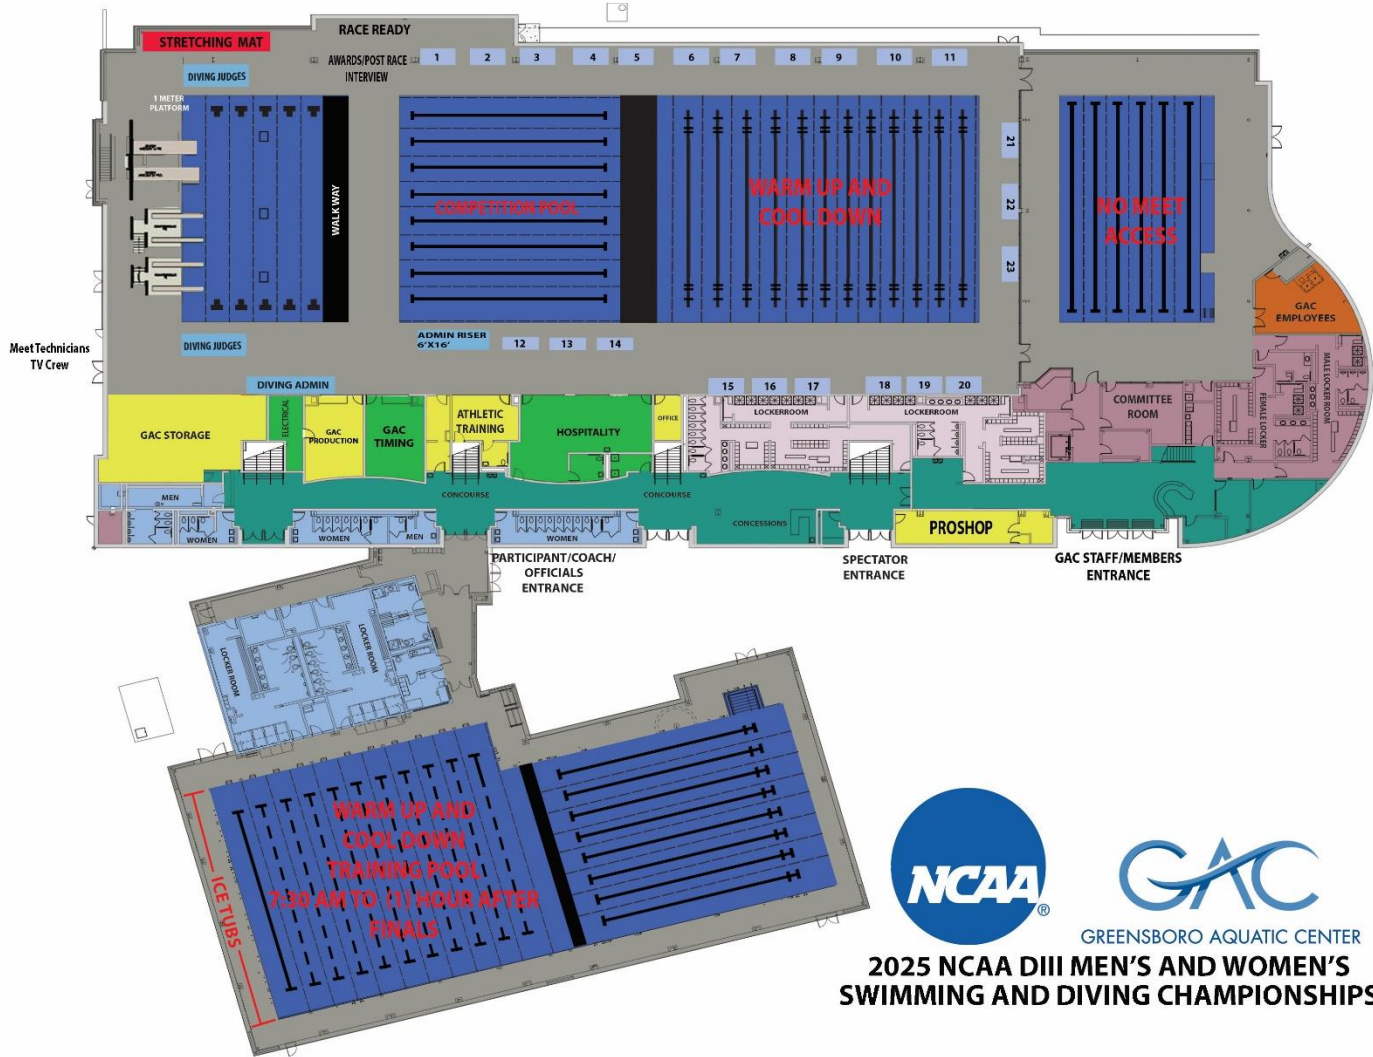 RACE READY
STRETCHING MAT
AWARDS/POST RACE
INTERVIEW
1 2 3 4 5 6 7 8 9 10 11
DIVING JUDGES
1 METER
PLATFORM
WALK WAY
COMPETITION POOL
WARM UP AND
COOL DOWN
21
22
23
NO MEET
ACCESS
GAC
EMPLOYEES
Meet Technicians
TV Crew
DIVING JUDGES
ADMIN RISER
6'X16'
12 13 14
DIVING ADMIN
15 16 17 18 19 20
GAC STORAGE
ELECTRICAL
GAC
PRODUCTION
GAC
TIMING
ATHLETIC
TRAINING
HOSPITALITY
OFFICE
LOCKERROOM
LOCKERROOM
COMMITTEE
ROOM
FEMALE LOCKER
MALE LOCKER ROOM
MEN
CONCOURSE
CONCOURSE
WOMEN
WOMEN
MEN
WOMEN
CONCESSIONS
PROSHOP
PARTICIPANT/COACH/
OFFICIALS
ENTRANCE
SPECTATOR
ENTRANCE
GAC STAFF/MEMBERS
ENTRANCE
LOCKER ROOM
LOCKER ROOM
WARM UP AND
COOL DOWN
TRAINING POOL
7:30 AM TO (1) HOUR AFTER
FINALS
ICE TUBS
NCAA®
GAC
GREENSBORO AQUATIC CENTER
2025 NCAA DIII MEN'S AND WOMEN'S
SWIMMING AND DIVING CHAMPIONSHIPS